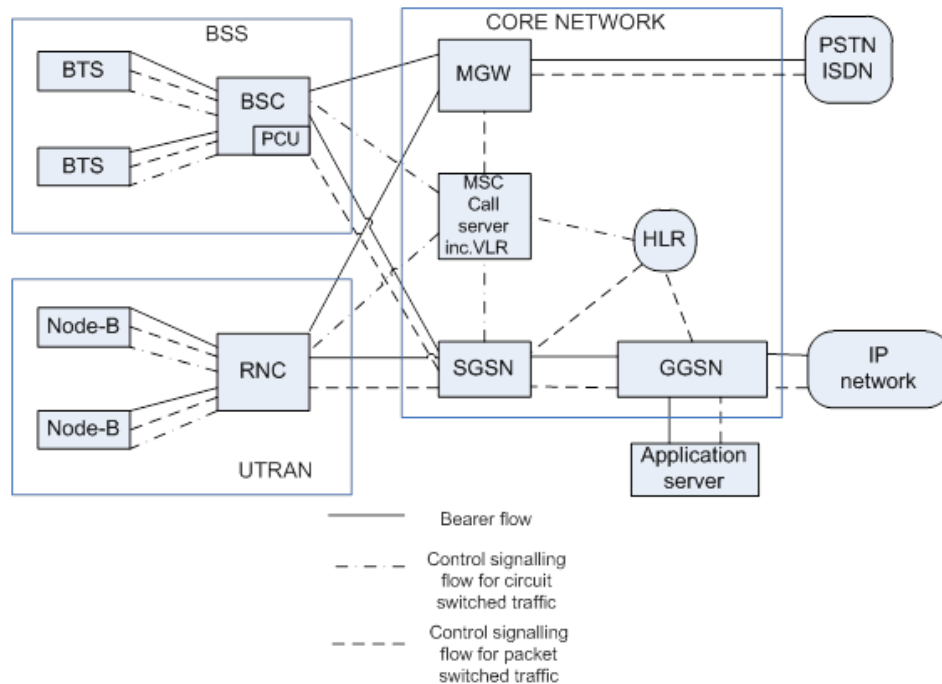 BSS
CORE NETWORK
BTS
BSC
PCU
BTS
MGW
PSTN
ISDN
MSC
Call
server
inc.VLR
HLR
Node-B
RNC
Node-B
UTRAN
SGSN
GGSN
IP
network
Application
server
Bearer flow
Control signalling
flow for circuit
switched traffic
Control signalling
flow for packet
switched traffic